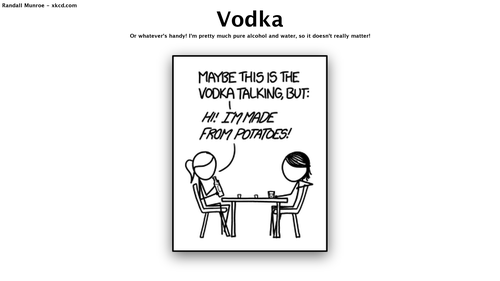 Randall Munroe - xkcd.com
Vodka
Or whatever's handy! I'm pretty much pure alcohol and water, so it doesn't really matter!
MAYBE THIS IS THE
VODKA TALKING, BUT:
HI! I'M MADE
FROM POTATOES!